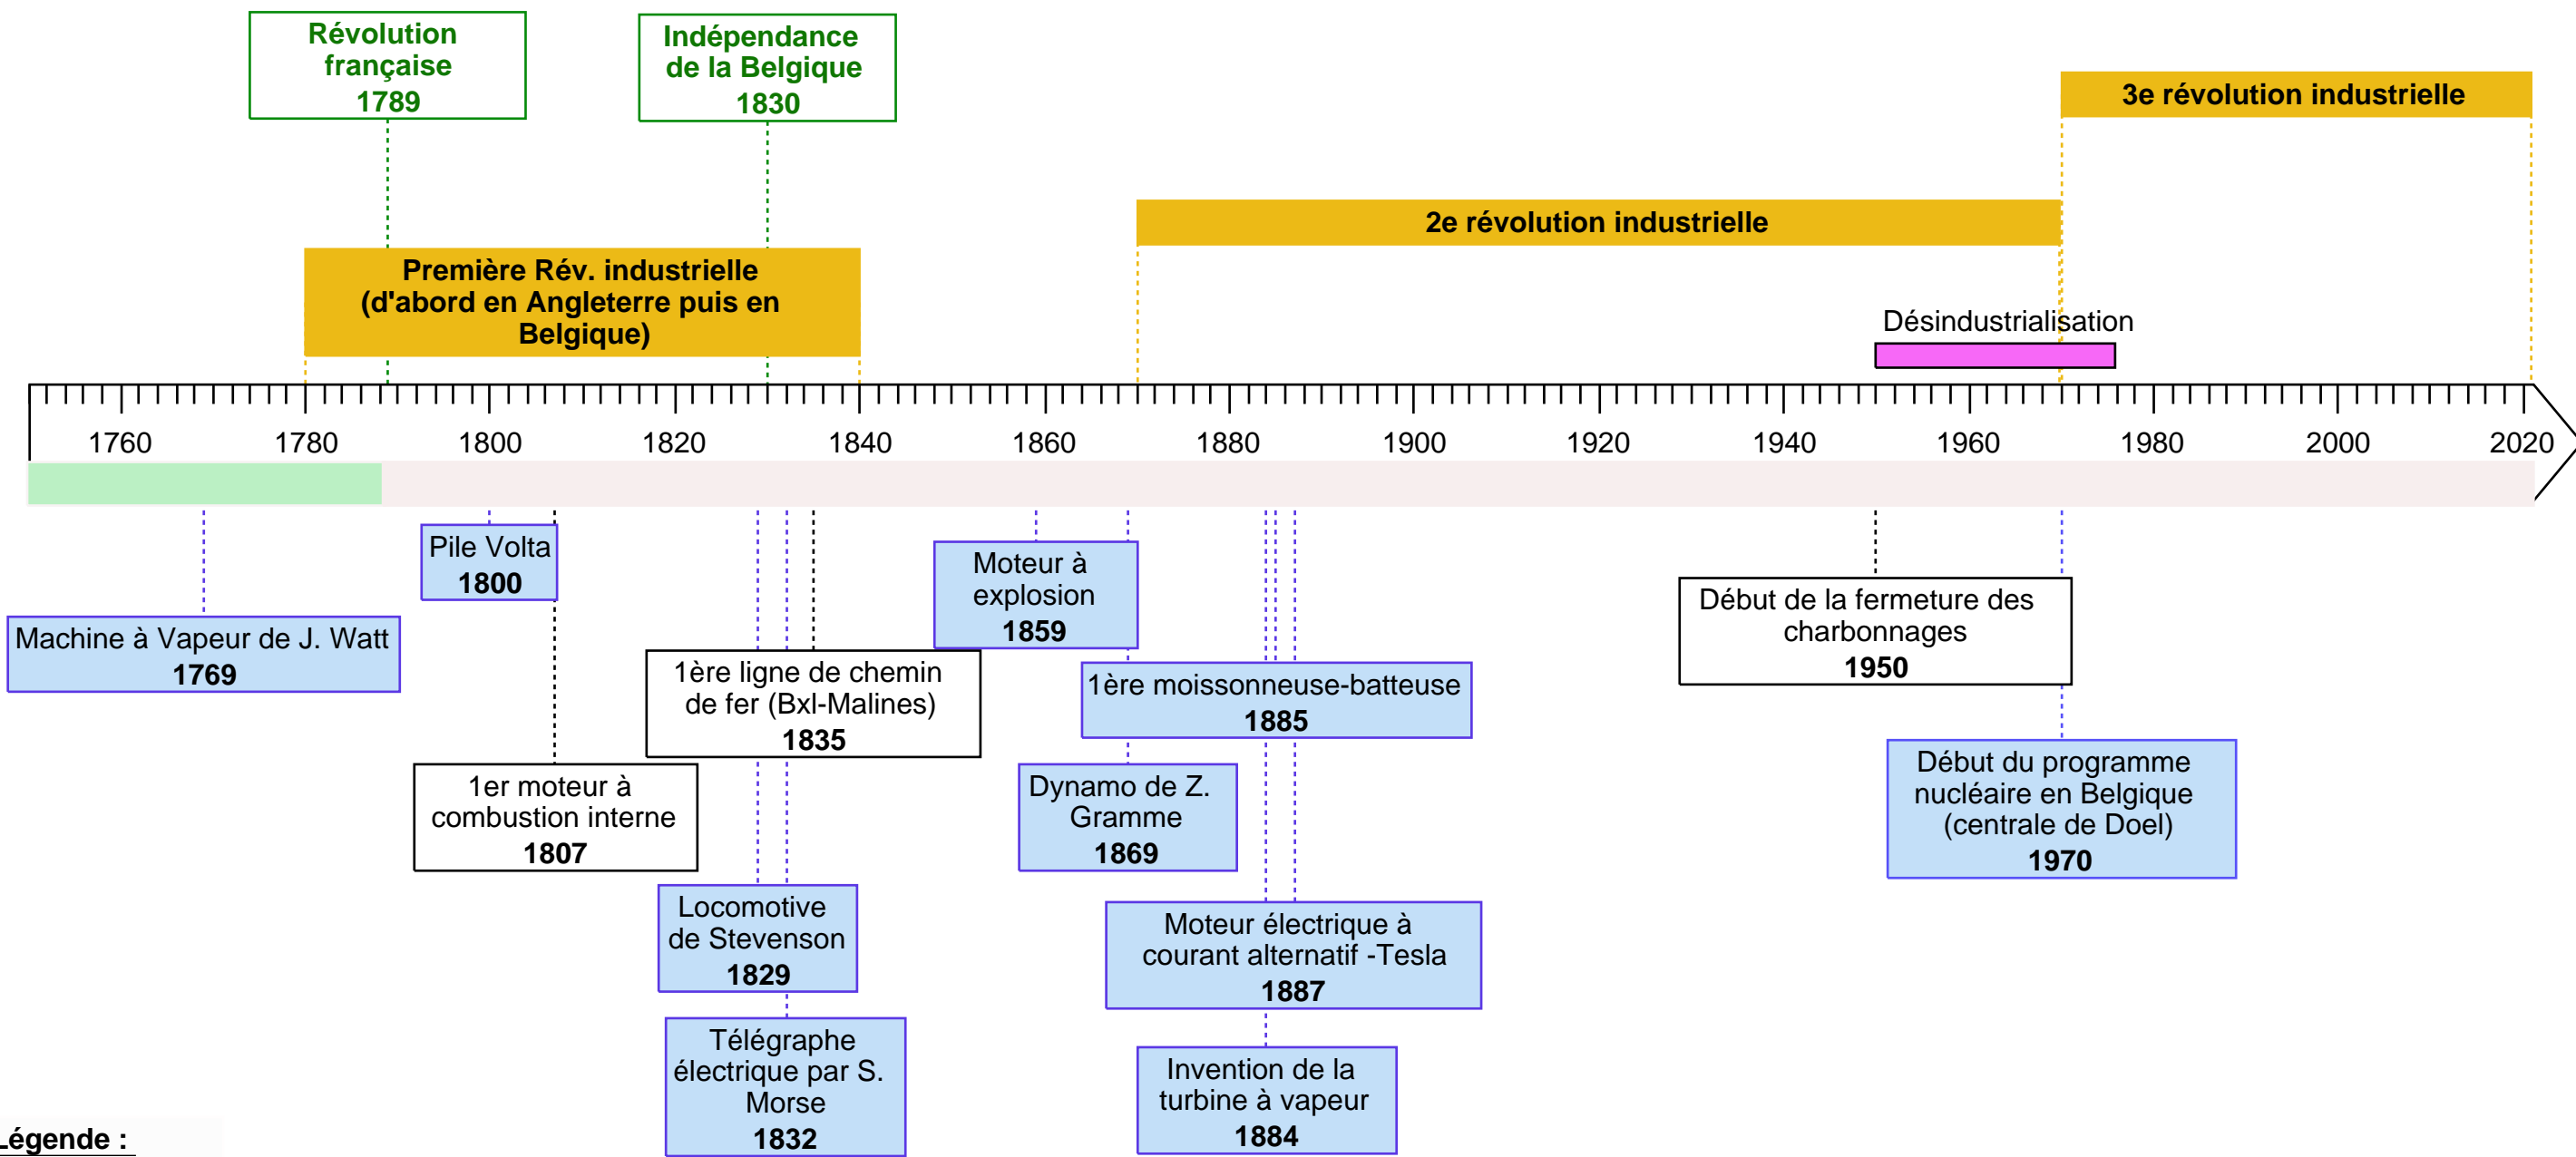 Révolution
française
1789
Indépendance
de la Belgique
1830
3e révolution industrielle
2e révolution industrielle
Première Rév. industrielle
(d'abord en Angleterre puis en
Belgique)
Désindustrialisation
1760 1780 1800 1820 1840 1860 1880 1900 1920 1940 1960 1980 2000 2020
Pile Volta
1800
Machine à Vapeur de J. Watt
1769
1er moteur à
combustion interne
1807
1ère ligne de chemin
de fer (Bxl-Malines)
1835
Locomotive
de Stevenson
1829
Télégraphe
électrique par S.
Morse
1832
Moteur à
explosion
1859
1ère moissonneuse-batteuse
1885
Dynamo de Z.
Gramme
1869
Moteur électrique à
courant alternatif -Tesla
1887
Invention de la
turbine à vapeur
1884
Début de la fermeture des
charbonnages
1950
Début du programme
nucléaire en Belgique
(centrale de Doel)
1970
Légende :